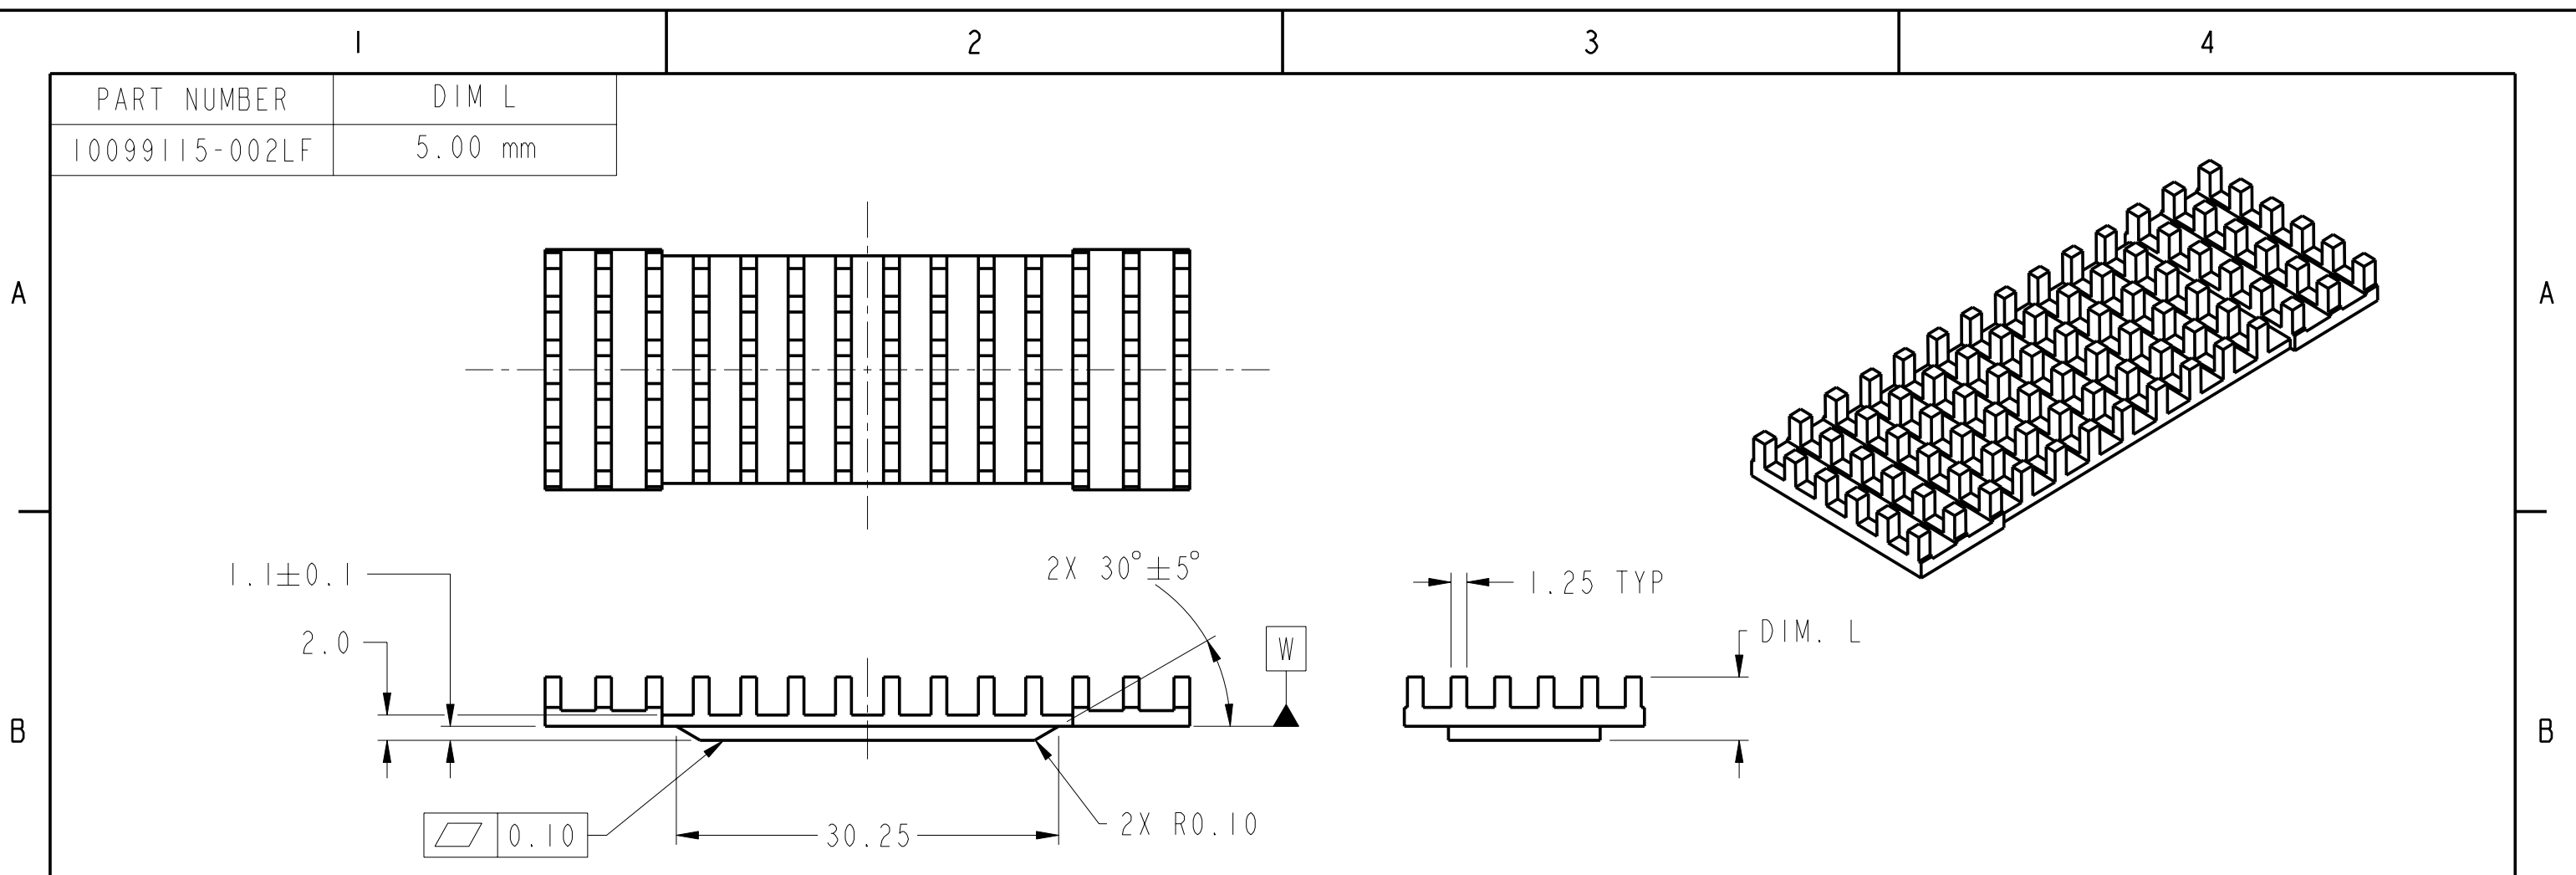 1 2 3 4
PART NUMBER DIM L
10099115-002LF 5.00 mm
A A
1.1±0.1
2X 30°±5°
1.25 TYP
2.0
W
DIM. L
B B
0.10
30.25
2X R0.10